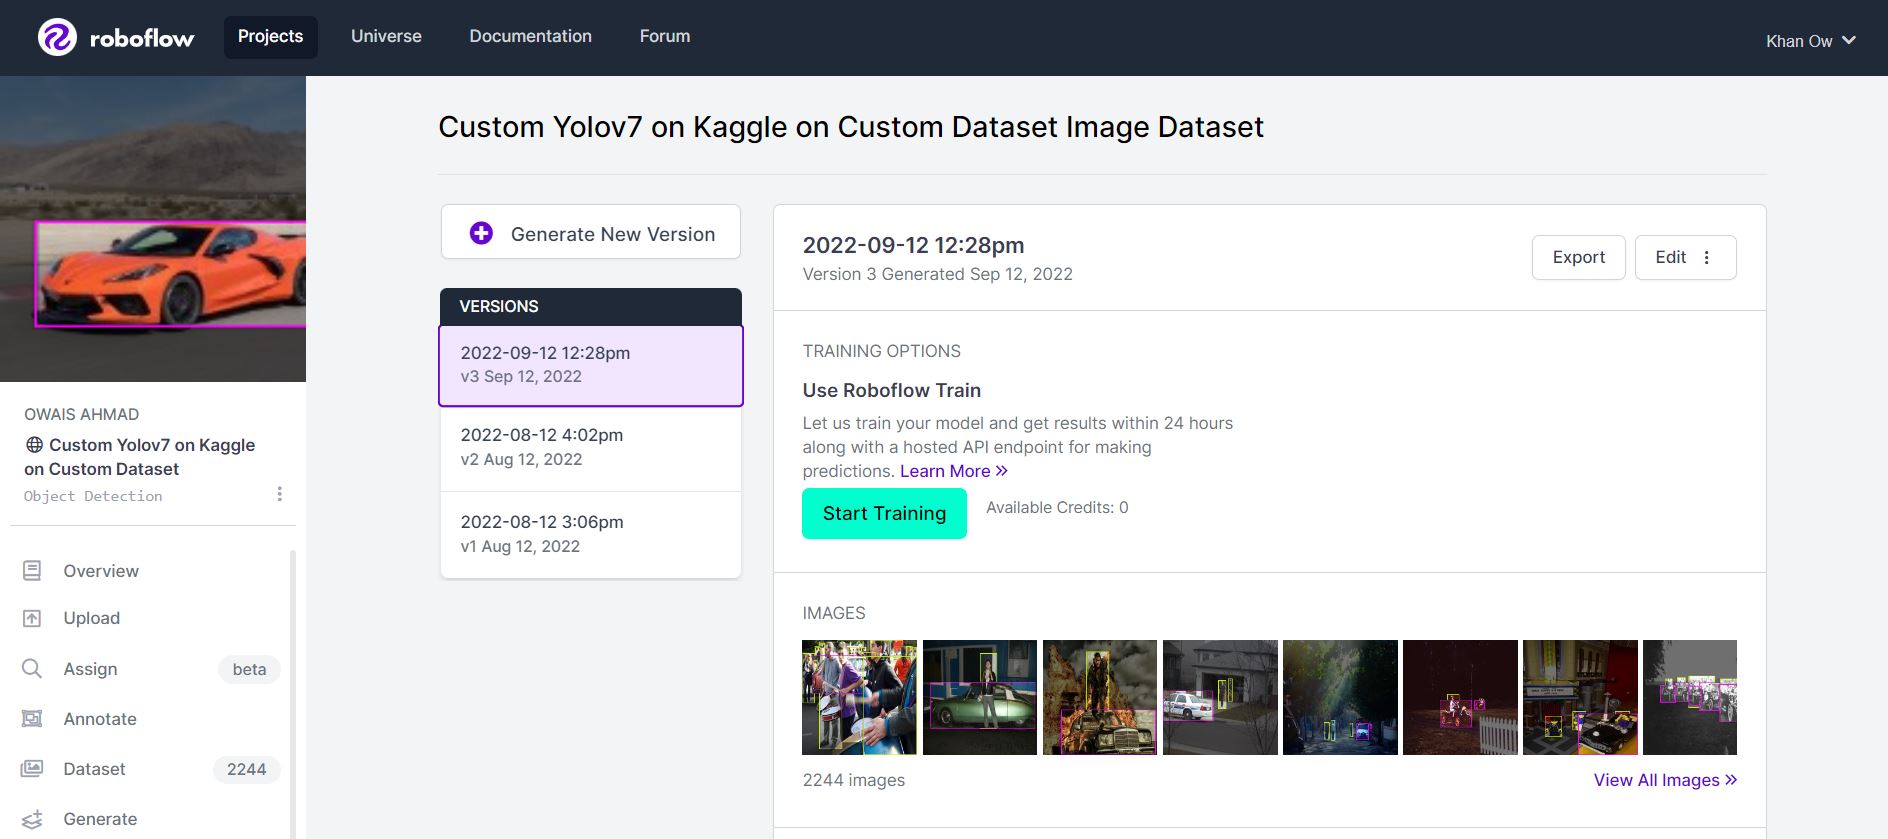 roboflow
Projects
Universe
Documentation
Forum
Khan Ow
OWAIS AHMAD
Custom Yolov7 on Kaggle
on Custom Dataset
Object Detection
Overview
Upload
Assign
beta
Annotate
Dataset
2244
Generate
Custom Yolov7 on Kaggle on Custom Dataset Image Dataset
Generate New Version
VERSIONS
2022-09-12 12:28pm
v3 Sep 12, 2022
2022-08-12 4:02pm
v2 Aug 12, 2022
2022-08-12 3:06pm
v1 Aug 12, 2022
2022-09-12 12:28pm
Version 3 Generated Sep 12, 2022
Export
Edit
TRAINING OPTIONS
Use Roboflow Train
Let us train your model and get results within 24 hours
along with a hosted API endpoint for making
predictions. Learn More »
Start Training
Available Credits: 0
IMAGES
2244 images
View All Images »